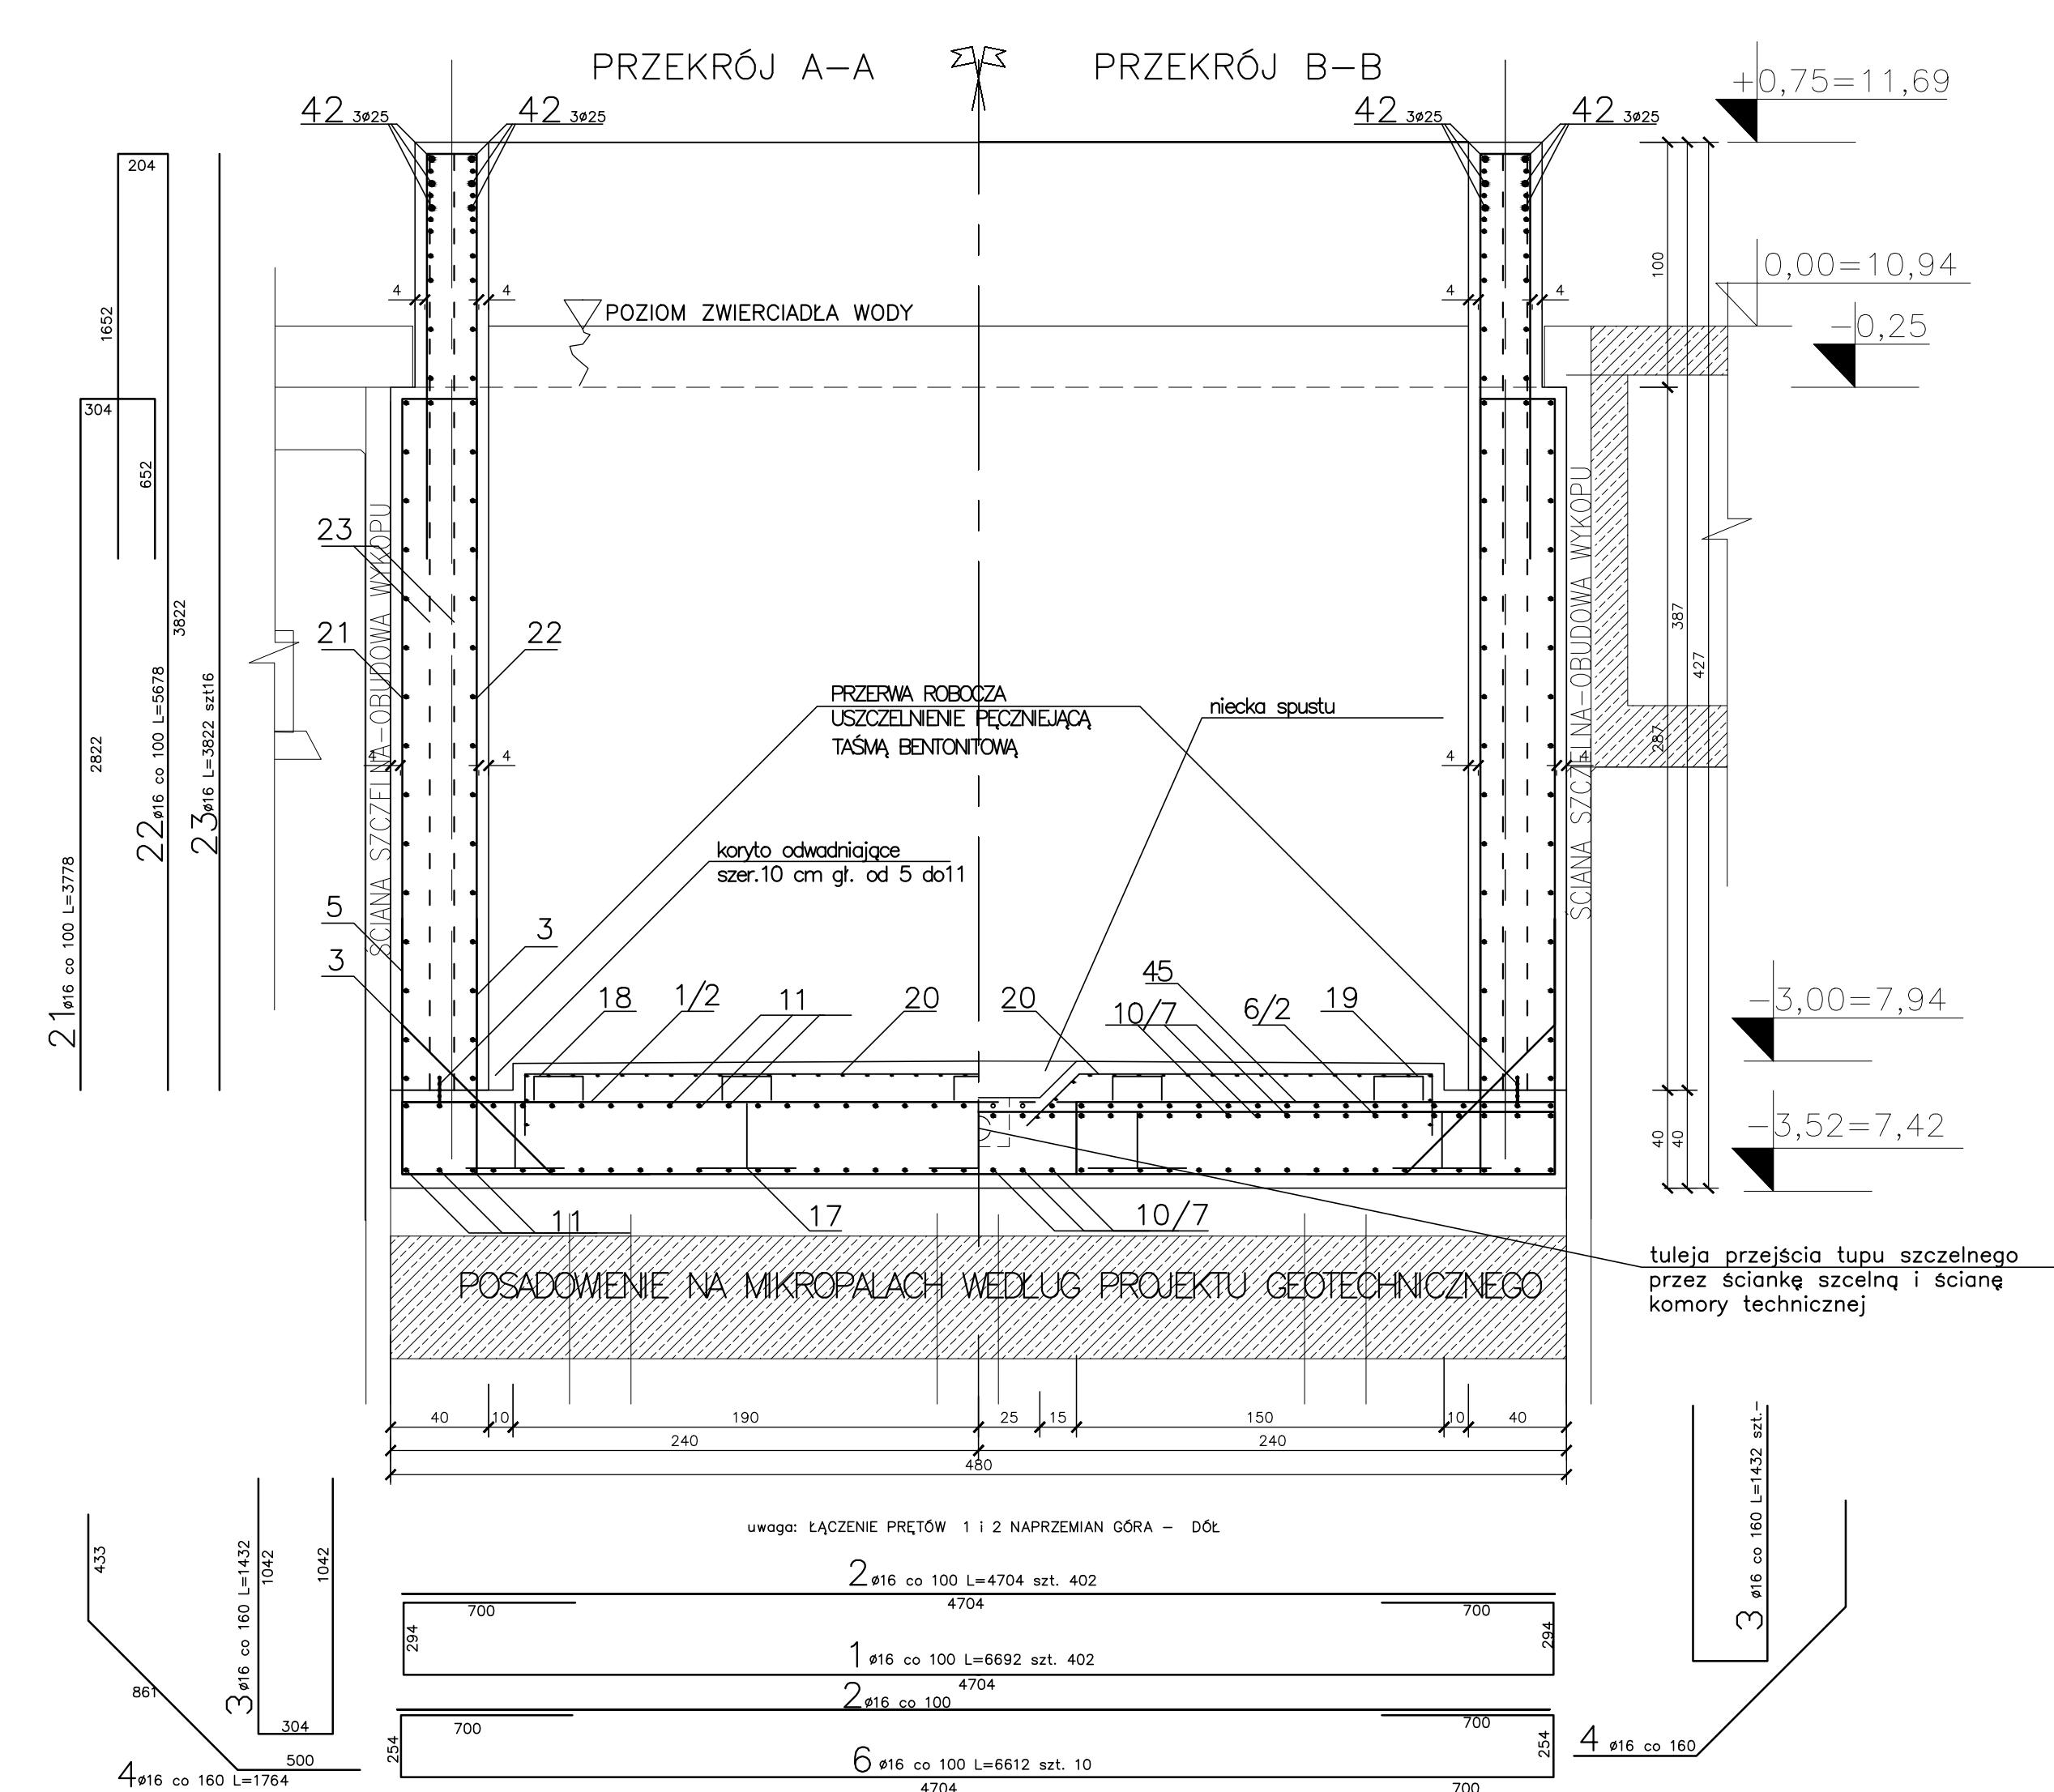 PRZEKRÓJ A-A
PRZEKRÓJ B-B
+0,75=11,69
42 3ø25
42 3ø25
42 3ø25
42 3ø25
204
1652
100
0,00=10,94
4
4
4
4
POZIOM ZWIERCIADŁA WODY
-0,25
304
652
23
3822
21
22
387
427
287
2822
22ø16 co 100 L=5678
23ø16 L=3822 szt16
21ø16 co 100 L=3778
ŚCIANA SZCZELNA-OBUDOWA WYKOPU
ŚCIANA SZCZELNA-OBUDOWA WYKOPU
PRZERWA ROBOCZA
USZCZELNIENIE PĘCZNIEJĄCĄ
TAŚMĄ BENTONITOWĄ
niecka spustu
4
4
4
4
koryto odwadniające
szer.10 cm gł. od 5 do11
5
3
3
18
1/2
11
20
20
45
10/7
6/2
19
-3,00=7,94
-3,52=7,42
40
40
11
17
10/7
tuleja przejścia tupu szczelnego
przez ściankę szcelną i ścianę
komory technicznej
POSADOWIENIE NA MIKROPALACH WEDŁUG PROJEKTU GEOTECHNICZNEGO
40
10
190
25
15
150
10
40
240
240
480
uwaga: ŁĄCZENIE PRĘTÓW 1 i 2 NAPRZEMIAN GÓRA - DÓŁ
433
861
500
4ø16 co 160 L=1764
3ø16 co 160 L=1432
1042
1042
304
2ø16 co 100 L=4704 szt. 402
4704
700
700
294
294
1 ø16 co 100 L=6692 szt. 402
4704
2ø16 co 100
700
700
254
254
6 ø16 co 100 L=6612 szt. 10
4704
700
3 ø16 co 160 L=1432 szt.-
4 ø16 co 160